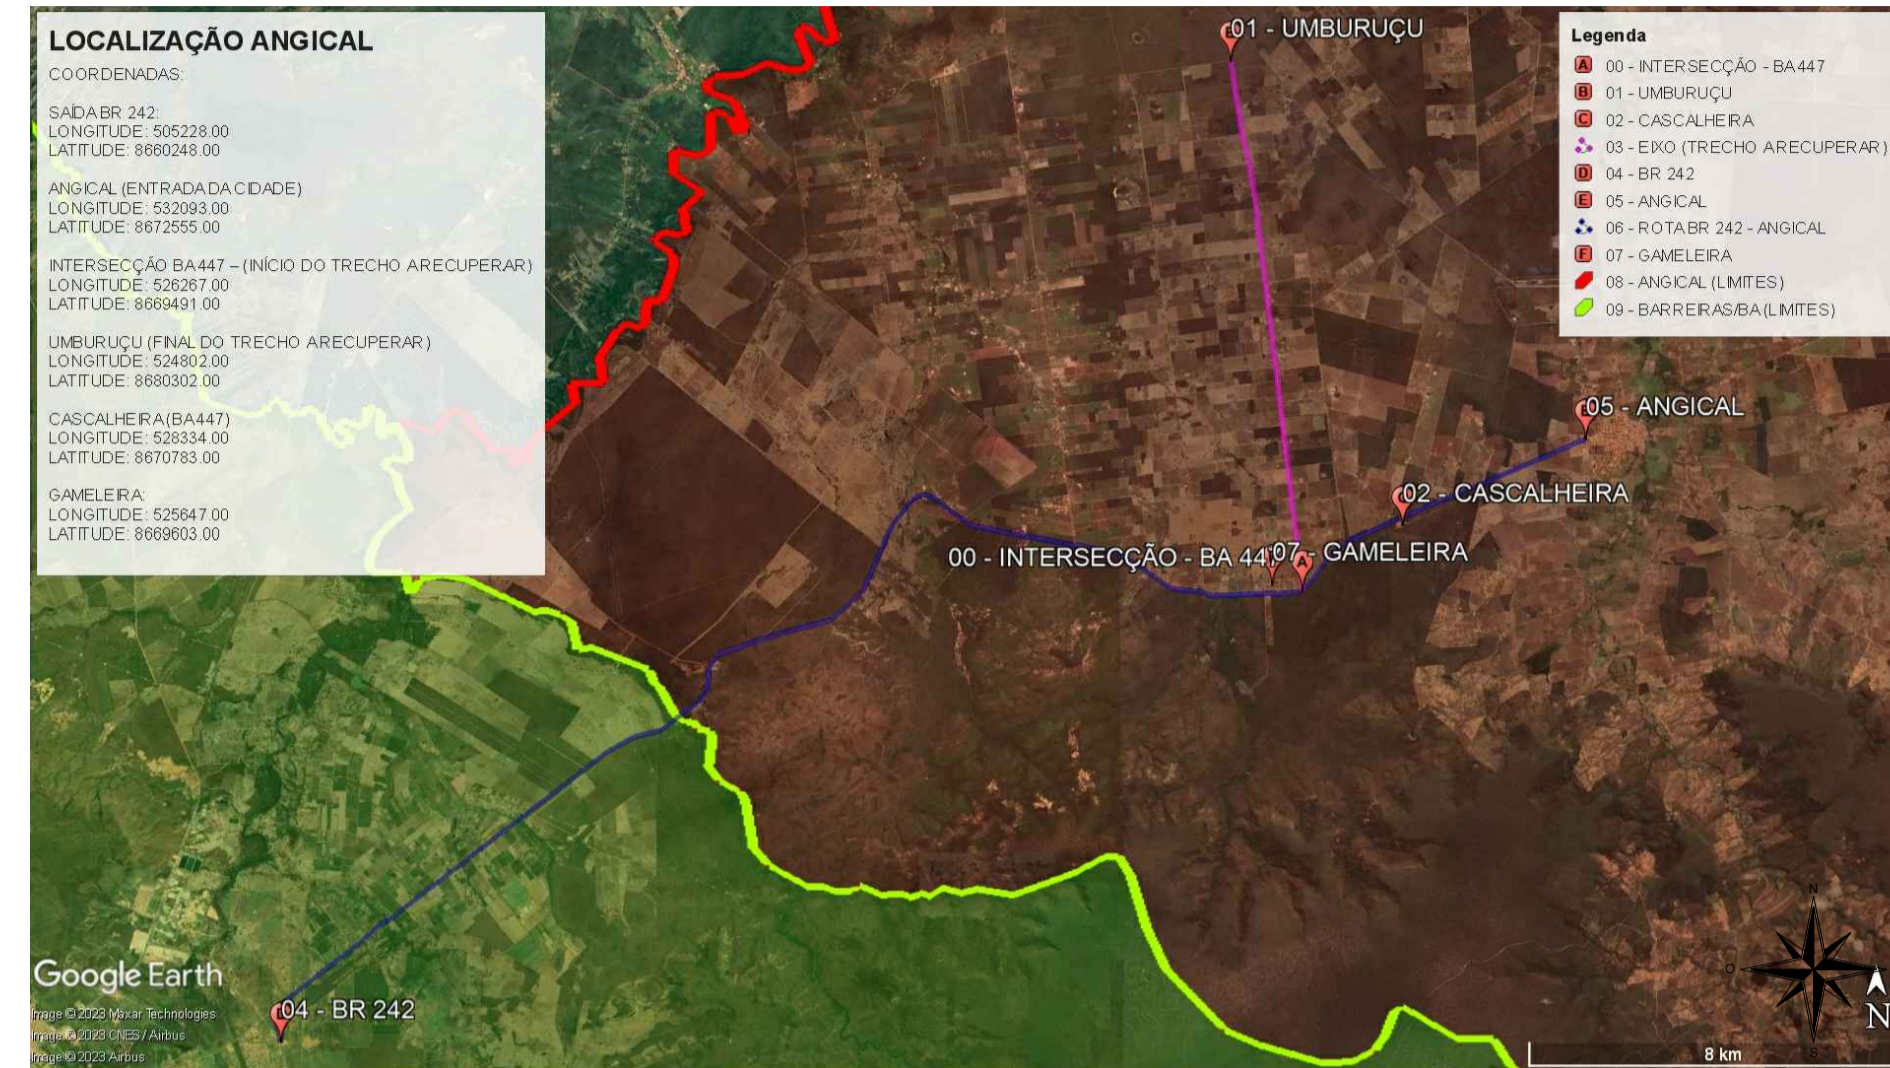 LOCALIZAÇÃO ANGICAL
COORDENADAS:
SAÍDA BR 242:
LONGITUDE: 505228.00
LATITUDE: 8660248.00
ANGICAL (ENTRADA DA CIDADE)
LONGITUDE: 532093.00
LATITUDE: 8672555.00
INTERSECÇÃO BA447 – (INÍCIO DO TRECHO A RECUPERAR)
LONGITUDE: 526267.00
LATITUDE: 8669491.00
UMBURUÇU (FINAL DO TRECHO A RECUPERAR)
LONGITUDE: 524802.00
LATITUDE: 8680302.00
CASCALHEIRA (BA447)
LONGITUDE: 528334.00
LATITUDE: 8670783.00
GAMELEIRA:
LONGITUDE: 525647.00
LATITUDE: 8669603.00
01 - UMBURUÇU
Legenda
A 00 - INTERSECÇÃO - BA447
B 01 - UMBURUÇU
C 02 - CASCALHEIRA
03 - EIXO (TRECHO A RECUPERAR)
D 04 - BR 242
E 05 - ANGICAL
06 - ROTA BR 242 - ANGICAL
F 07 - GAMELEIRA
08 - ANGICAL (LIMITES)
09 - BARREIRAS/BA (LIMITES)
05 - ANGICAL
02 - CASCALHEIRA
00 - INTERSECÇÃO - BA 447
07 - GAMELEIRA
A
04 - BR 242
Google Earth
Image © 2023 Maxar Technologies
Image © 2023 CNES / Airbus
Image © 2023 Airbus
N
O
S
N
8 km